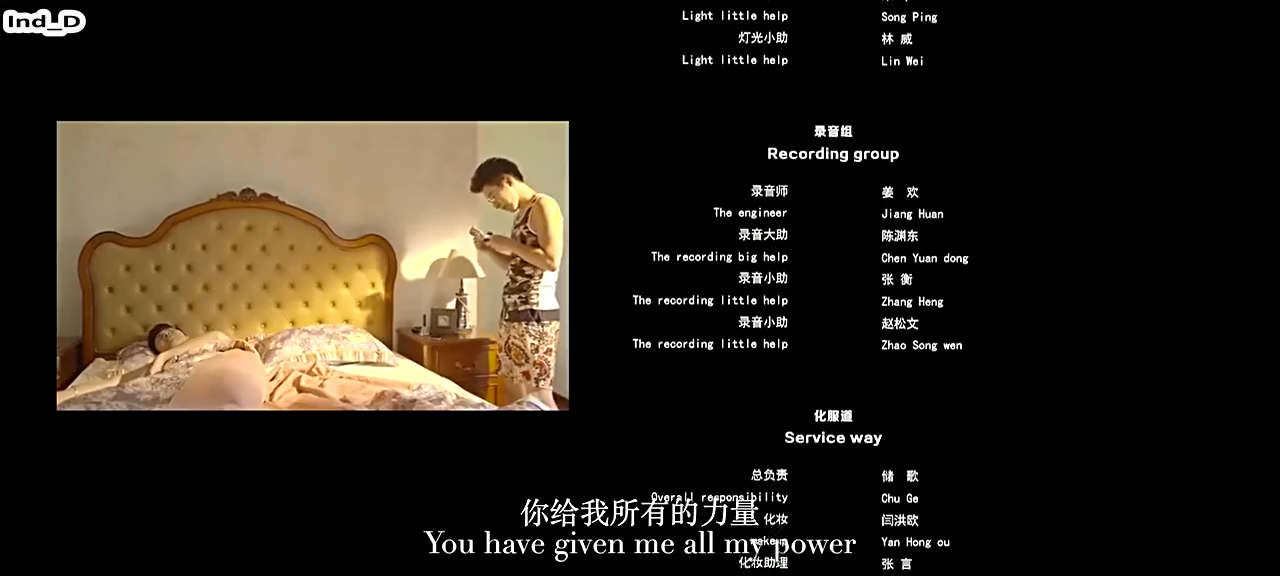 Ind_D
Light little help Song Ping
灯光小助 林 威
Light little help Lin Wei
录音组
Recording group
录音师 姜 欢
The engineer Jiang Huan
录音大助 陈渊东
The recording big help Chen Yuan dong
录音小助 张 衡
The recording little help Zhang Heng
录音小助 赵松文
The recording little help Zhao Song wen
化服道
Service way
总负责 储 歌
Overall responsibility Chu Ge
化妆 闫洪欧
Yan Hong ou
化妆助理 张 言
你给我所有的力量
You have given me all my power